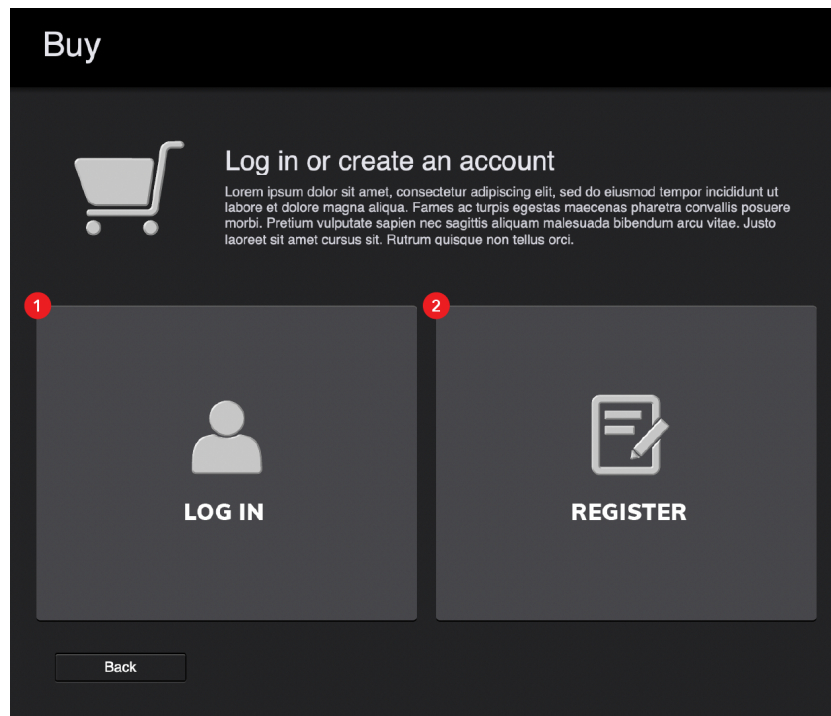 Buy
Log in or create an account
Lorem ipsum dolor sit amet, consectetur adipiscing elit, sed do eiusmod tempor incididunt ut
labore et dolore magna aliqua. Fames ac turpis egestas maecenas pharetra convallis posuere
morbi. Pretium vulputate sapien nec sagittis aliquam malesuada bibendum arcu vitae. Justo
laoreet sit amet cursus sit. Rutrum quisque non tellus orci.
1
2
LOG IN
REGISTER
Back